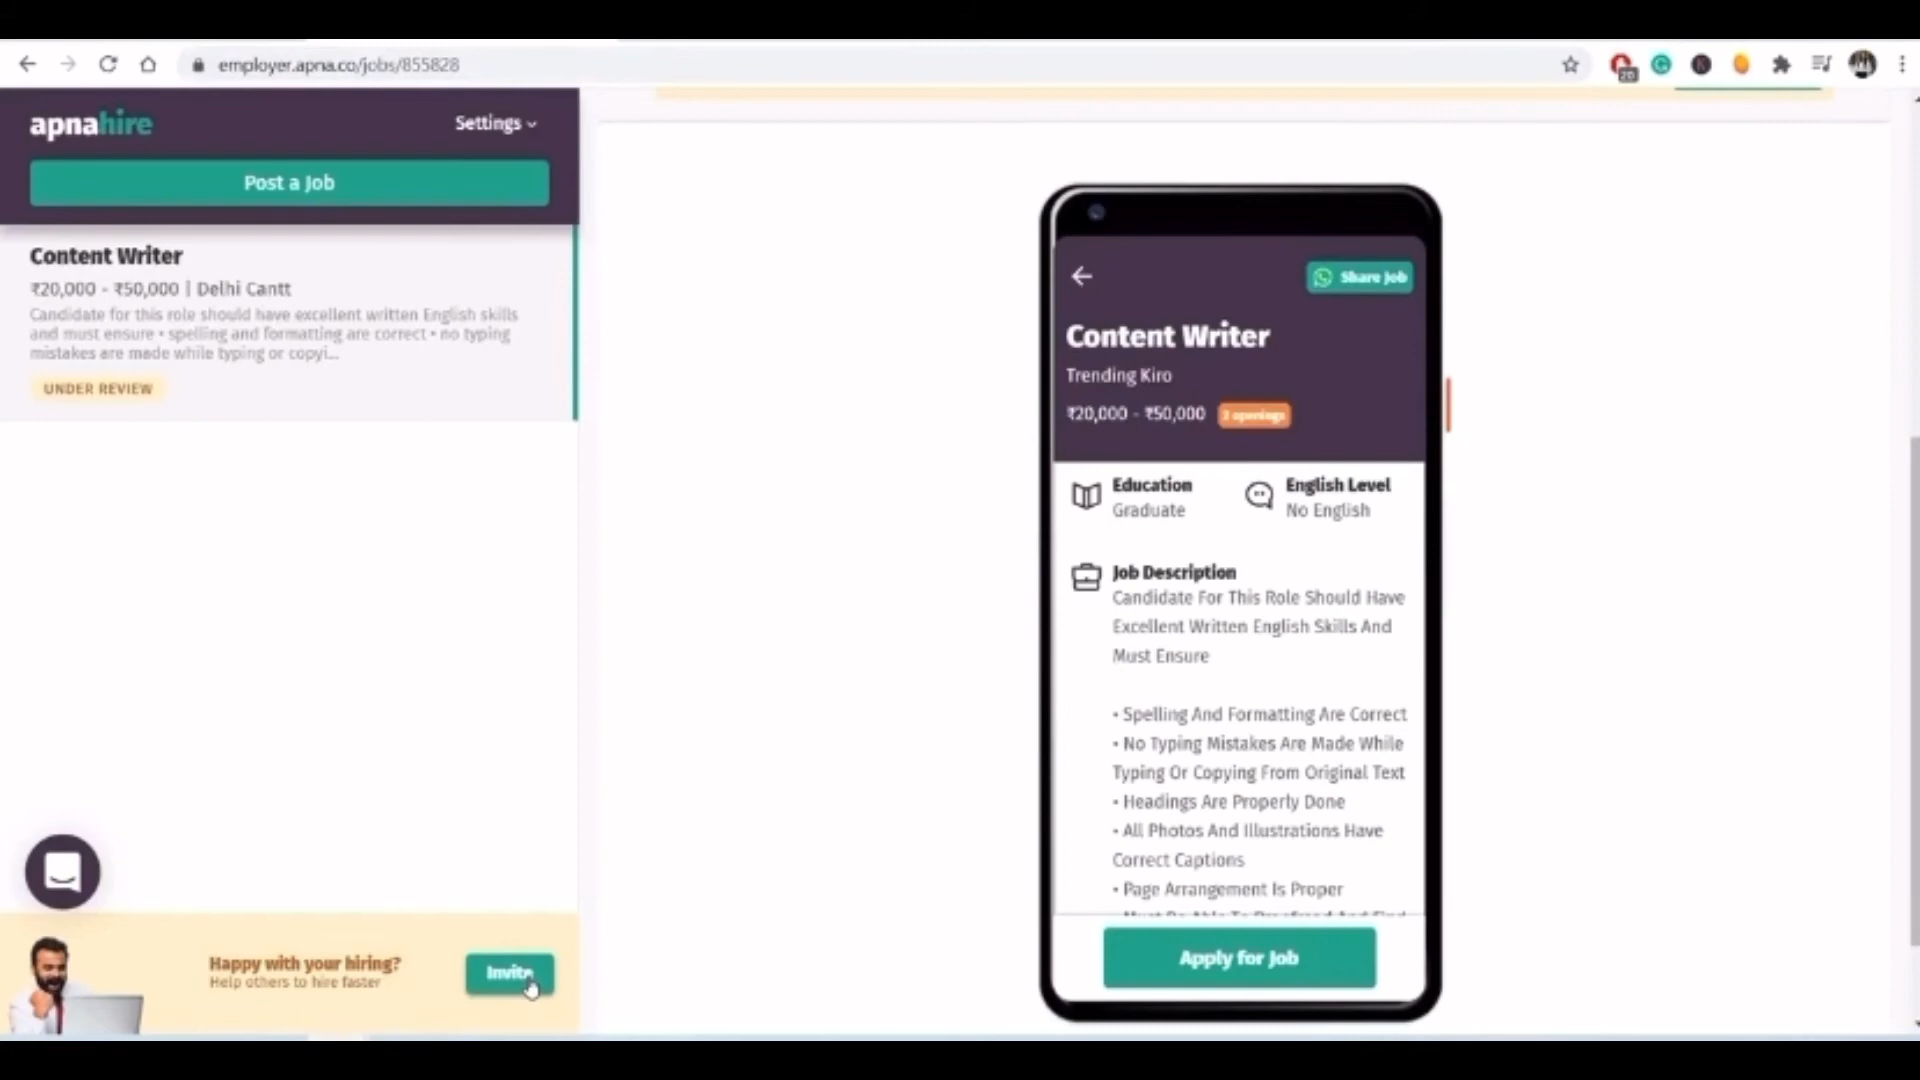 employer.apna.co/jobs/855828
20
apnahire
Settings
Post a Job
Content Writer
₹20,000 - ₹50,000 | Delhi Cantt
Candidate for this role should have excellent written English skills
and must ensure • spelling and formatting are correct • no typing
mistakes are made while typing or copyi...
UNDER REVIEW
Happy with your hiring?
Help others to hire faster
Invite
Share Job
Content Writer
Trending Kiro
₹20,000 - ₹50,000
openings
Education
Graduate
English Level
No English
Job Description
Candidate For This Role Should Have
Excellent Written English Skills And
Must Ensure
• Spelling And Formatting Are Correct
• No Typing Mistakes Are Made While
Typing Or Copying From Original Text
• Headings Are Properly Done
• All Photos And Illustrations Have
Correct Captions
• Page Arrangement Is Proper
Apply for Job